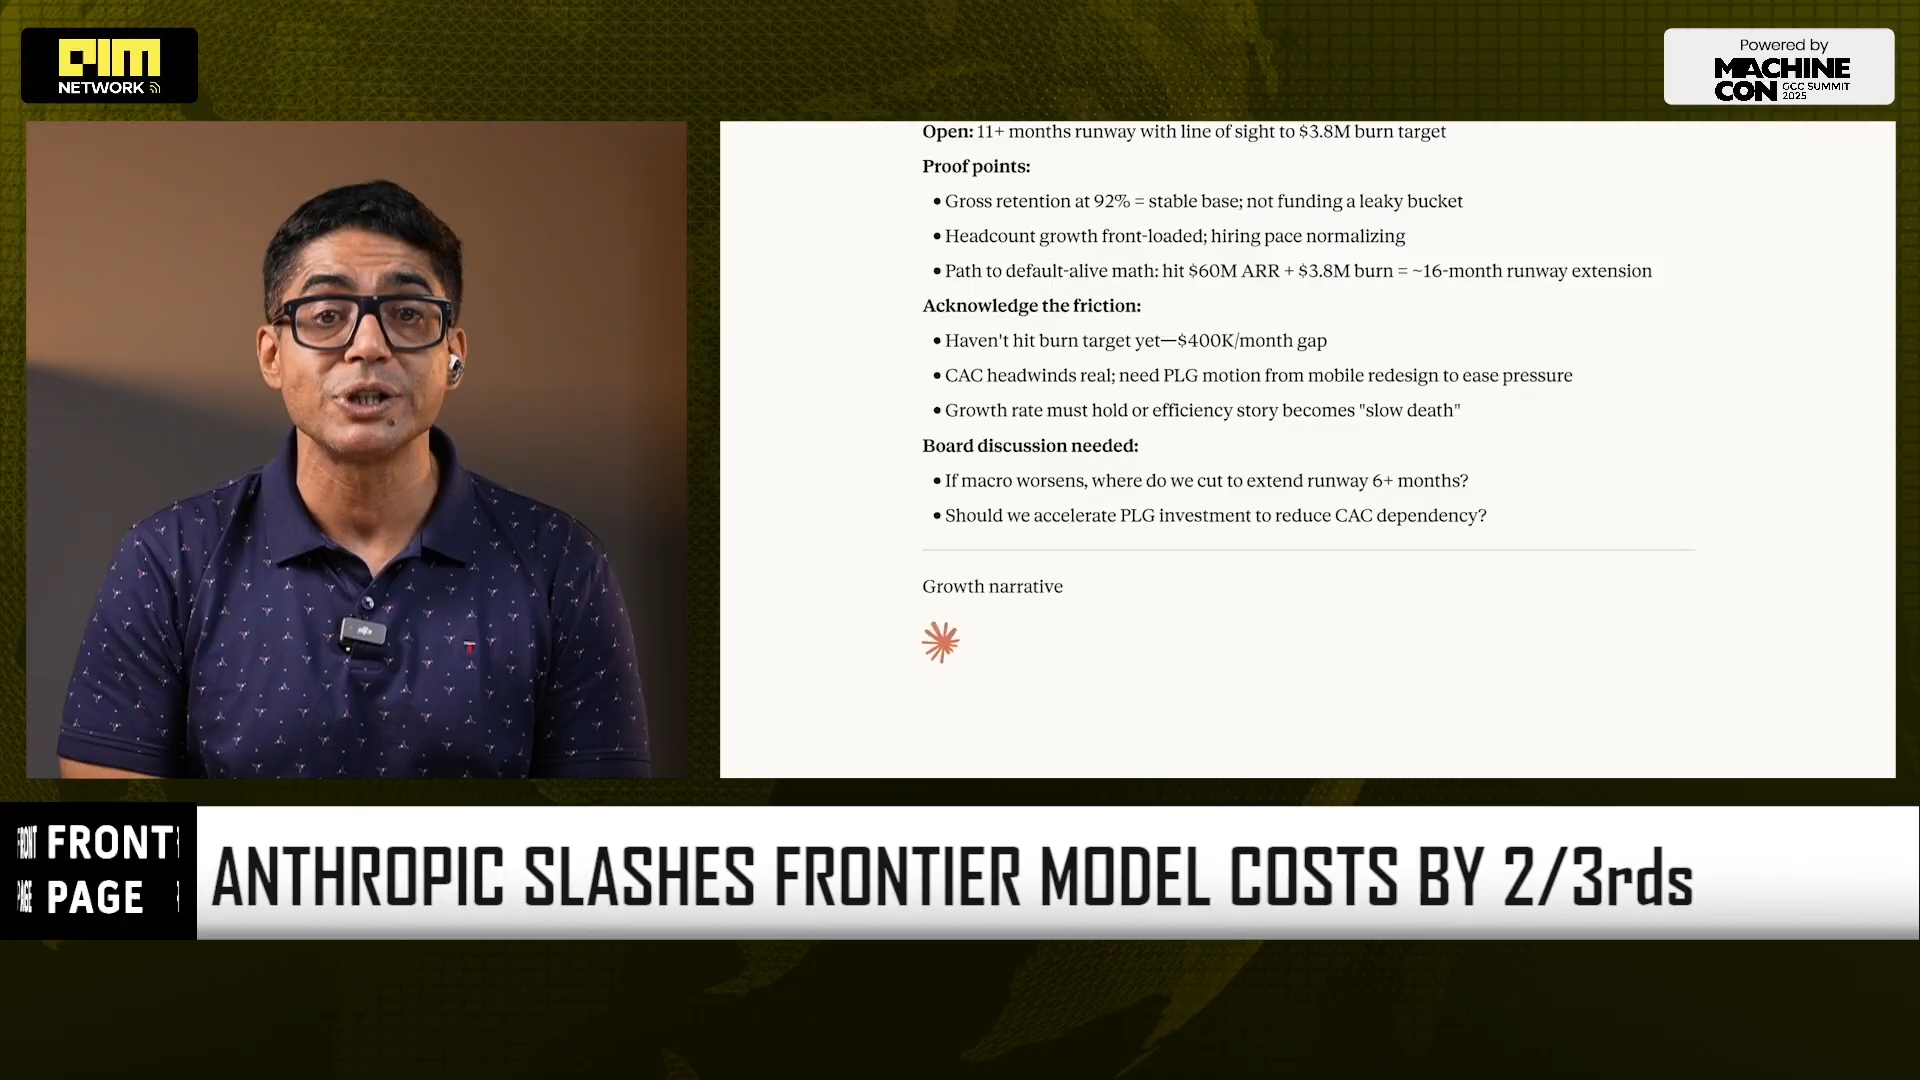 AIM
NETWORK
Powered by
MACHINE
CON GCC SUMMIT
2025
Open: 11+ months runway with line of sight to $3.8M burn target
Proof points:
• Gross retention at 92% = stable base; not funding a leaky bucket
• Headcount growth front-loaded; hiring pace normalizing
• Path to default-alive math: hit $60M ARR + $3.8M burn = ~16-month runway extension
Acknowledge the friction:
• Haven't hit burn target yet—$400K/month gap
• CAC headwinds real; need PLG motion from mobile redesign to ease pressure
• Growth rate must hold or efficiency story becomes "slow death"
Board discussion needed:
• If macro worsens, where do we cut to extend runway 6+ months?
• Should we accelerate PLG investment to reduce CAC dependency?
Growth narrative
FRONT FRONT
PAGE PAGE
ANTHROPIC SLASHES FRONTIER MODEL COSTS BY 2/3rds